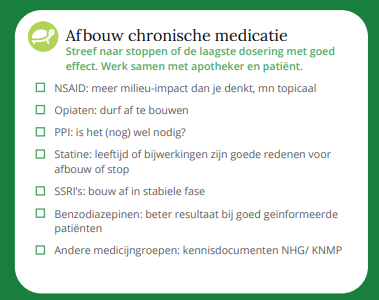 Afbouw chronische medicatie
Streef naar stoppen of de laagste dosering met goed
effect. Werk samen met apotheker en patiënt.
NSAID: meer milieu-impact dan je denkt, mn topicaal
Opiaten: durf af te bouwen
PPI: is het (nog) wel nodig?
Statine: leeftijd of bijwerkingen zijn goede redenen voor
afbouw of stop
SSRI's: bouw af in stabiele fase
Benzodiazepinen: beter resultaat bij goed geïnformeerde
patiënten
Andere medicijngroepen: kennisdocumenten NHG/ KNMP